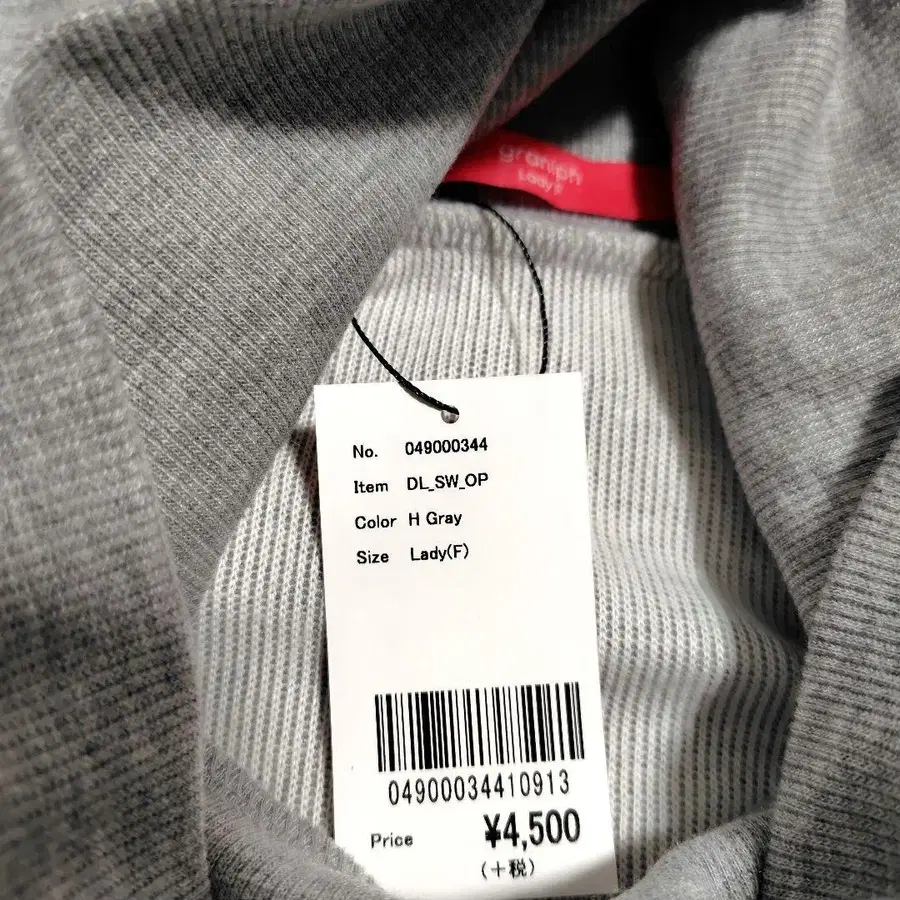 graniph
Lady's
No. 049000344
Item DL_SW_OP
Color H Gray
Size Lady(F)
04900034410913
Price ¥4,500
(+税)